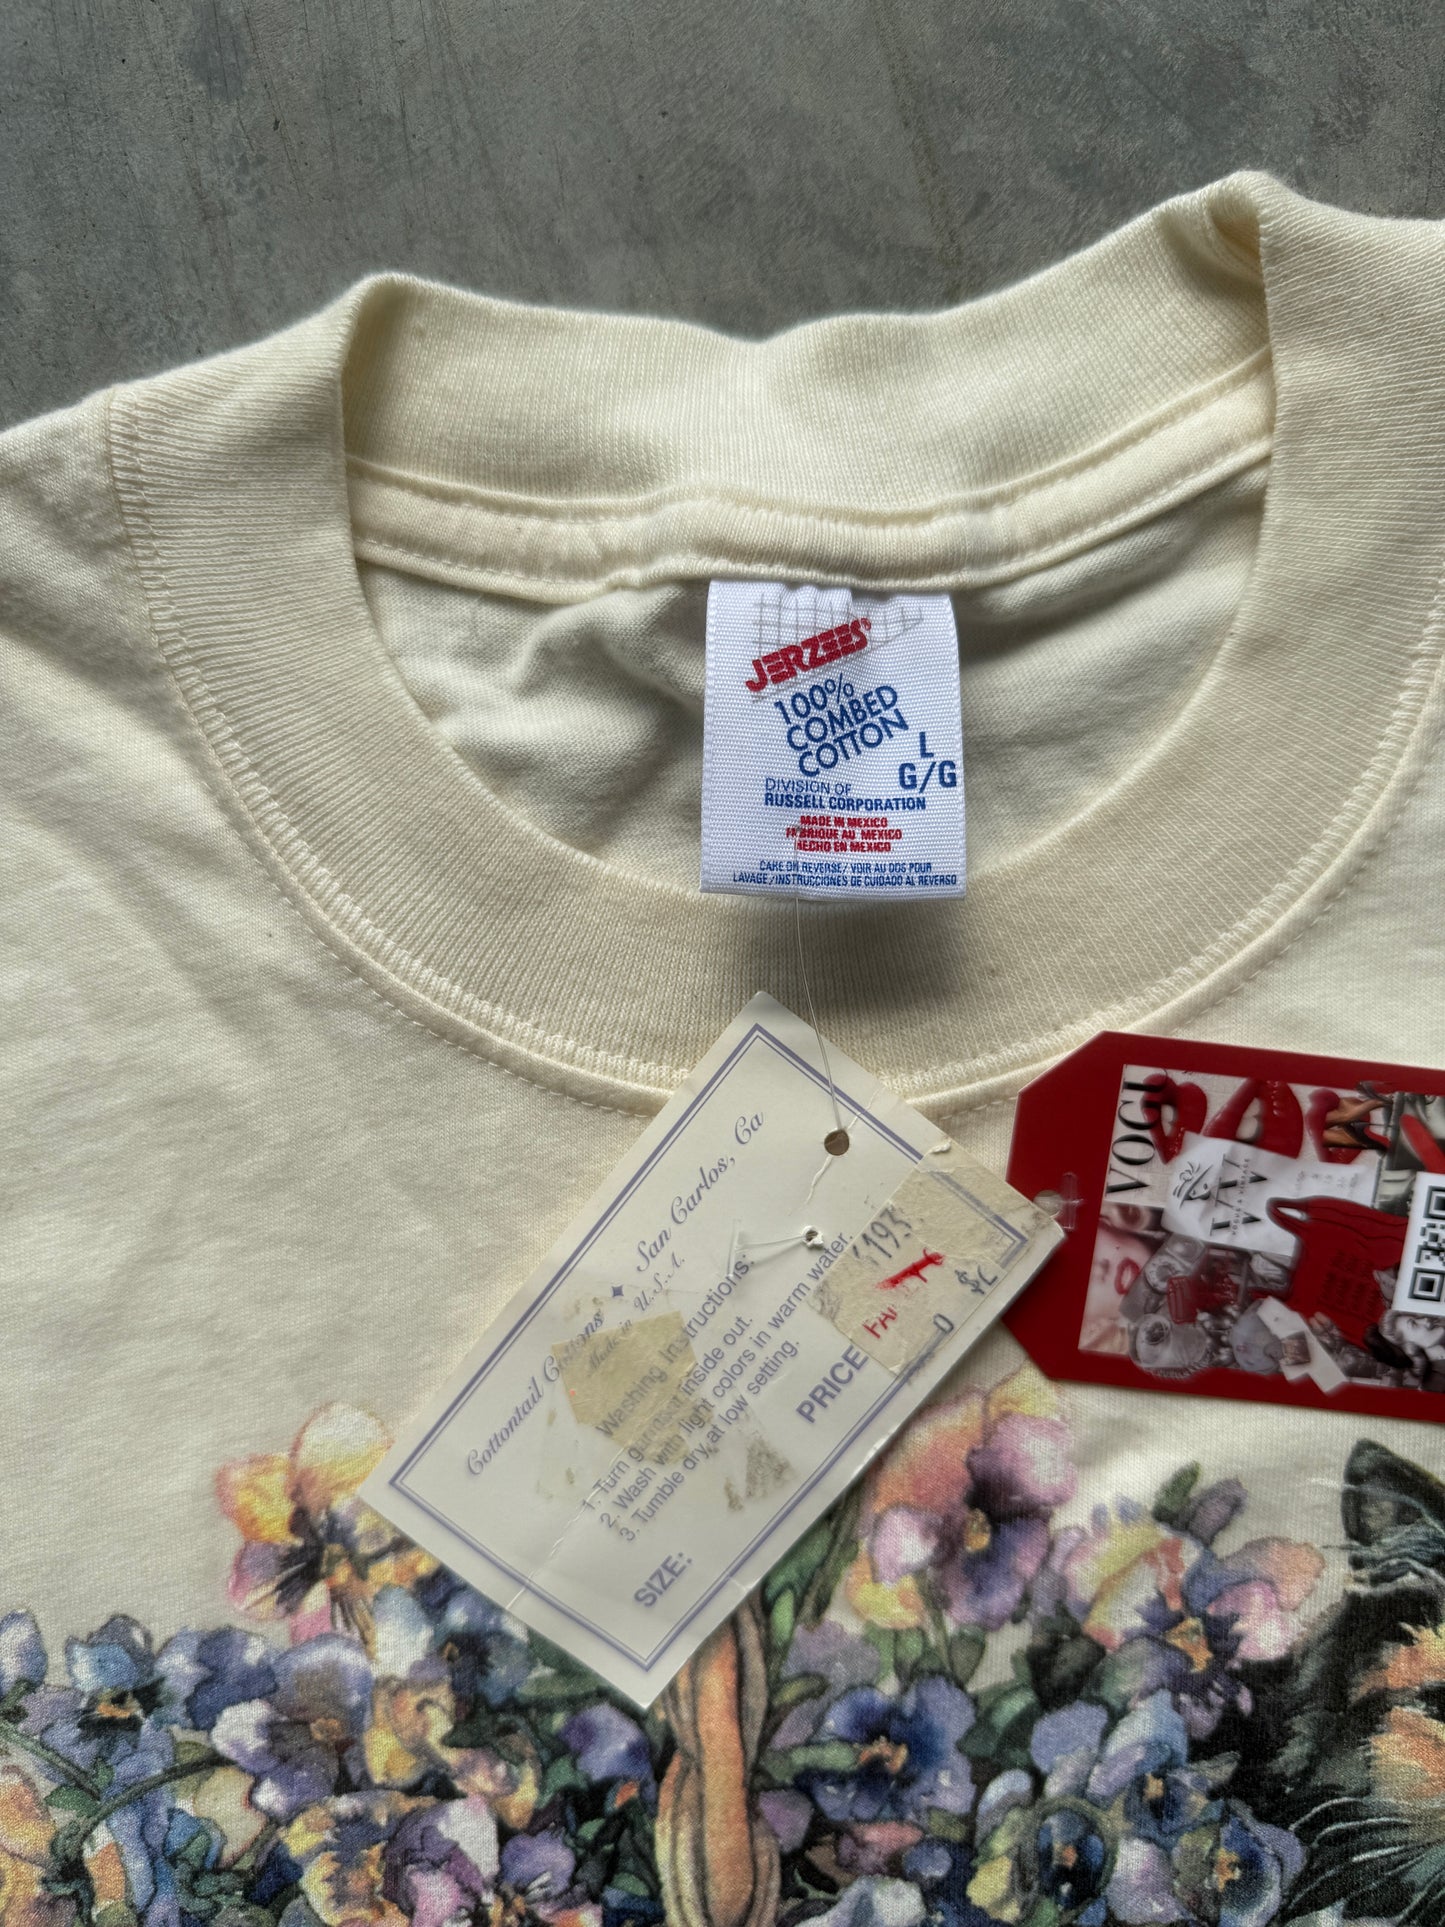 JERZEES®
100%
COMBED
COTTON
L
G/G
DIVISION OF
RUSSELL CORPORATION
MADE IN MEXICO
FABRIQUE AU MEXICO
HECHO EN MEXICO
CARE ON REVERSE/VOIR AU DOS POUR
LAVAGE/INSTRUCCIONES DE CUIDADO AL REVERSO
Cottontail Cottons ✦ San Carlos, Ca
Made in U.S.A.
Washing Instructions:
1. Turn garment inside out.
2. Wash with light colors in warm water.
3. Tumble dry at low setting.
SIZE:
PRICE
VV